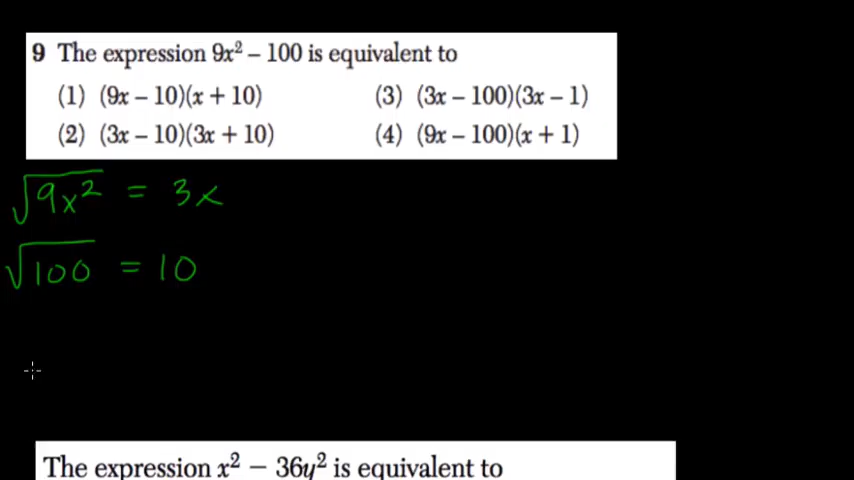 9 The expression 9x² – 100 is equivalent to
(1) (9x – 10)(x + 10) (3) (3x – 100)(3x – 1)
(2) (3x – 10)(3x + 10) (4) (9x – 100)(x + 1)
√9x² = 3x
√100 = 10
The expression x² − 36y² is equivalent to